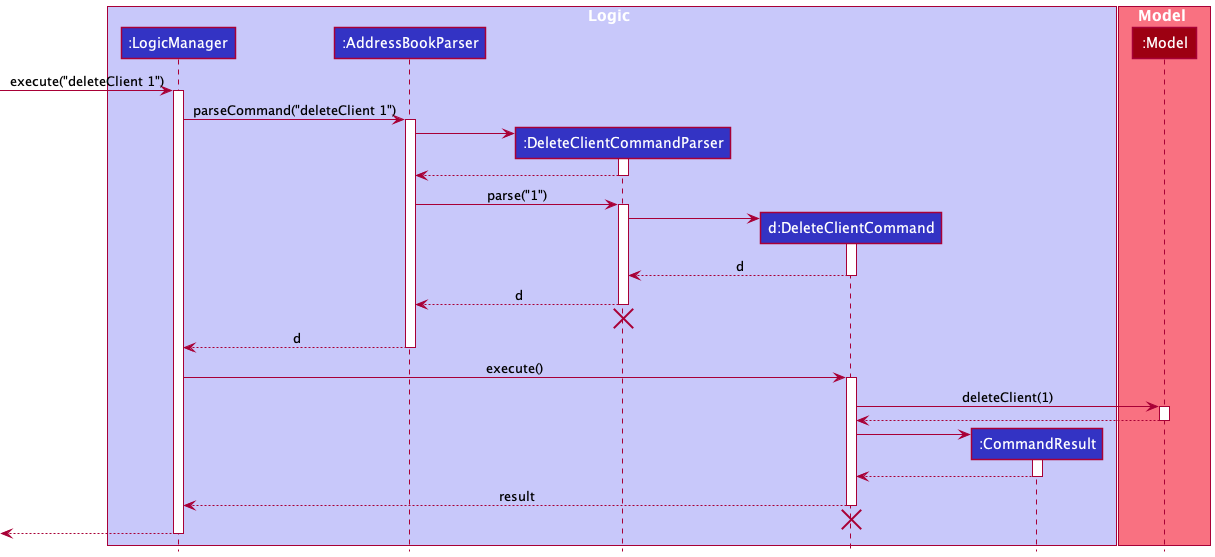 Logic
Model
:LogicManager
:AddressBookParser
:Model
execute("deleteClient 1")
parseCommand("deleteClient 1")
:DeleteClientCommandParser
parse("1")
d:DeleteClientCommand
d
d
d
execute()
deleteClient(1)
:CommandResult
result